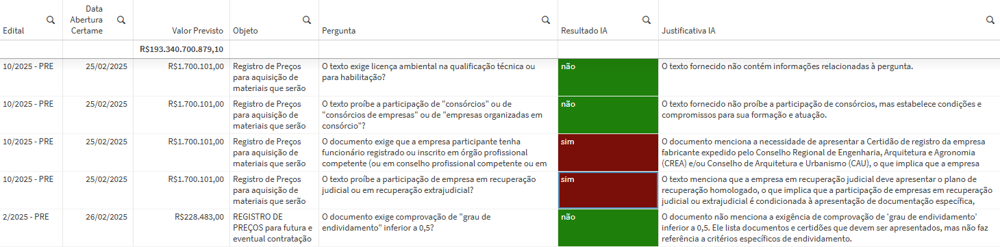 Data
Abertura
Edital Certame Valor Previsto Objeto Pergunta Resultado IA Justificativa IA
R$193.340.700.879,10
10/2025 - PRE 25/02/2025 R$1.700.101,00 Registro de Preços O texto exige licença ambiental na qualificação técnica ou não O texto fornecido não contém informações relacionadas à pergunta.
para aquisição de para habilitação?
materiais que serão
10/2025 - PRE 25/02/2025 R$1.700.101,00 Registro de Preços O texto proíbe a participação de "consórcios" ou de não O texto fornecido não proíbe a participação de consórcios, mas estabelece condições e
para aquisição de "consórcios de empresas" ou de "empresas organizadas em compromissos para sua formação e atuação.
materiais que serão consórcio"?
10/2025 - PRE 25/02/2025 R$1.700.101,00 Registro de Preços O documento exige que a empresa participante tenha sim O documento menciona a necessidade de apresentar a Certidão de registro da empresa
para aquisição de funcionário registrado ou inscrito em órgão profissional fabricante expedido pelo Conselho Regional de Engenharia, Arquitetura e Agronomia
materiais que serão competente (ou em conselho profissional competente ou em (CREA) e/ou Conselho de Arquitetura e Urbanismo (CAU), o que implica que a empresa
10/2025 - PRE 25/02/2025 R$1.700.101,00 Registro de Preços O texto proíbe a participação de empresa em recuperação sim O texto menciona que a empresa em recuperação judicial deve apresentar o plano de
para aquisição de judicial ou em recuperação extrajudicial? recuperação homologado, o que implica que a participação de empresas em recuperação
materiais que serão judicial ou extrajudicial é condicionada à apresentação de documentação específica,
2/2025 - PRE 26/02/2025 R$228.483,00 REGISTRO DE O documento exige comprovação de "grau de não O documento não menciona a exigência de comprovação de 'grau de endividamento'
PREÇOS para futura e endividamento" inferior a 0,5? inferior a 0,5. Ele lista documentos e certidões que devem ser apresentados, mas não faz
eventual contratação referência a critérios específicos de endividamento.